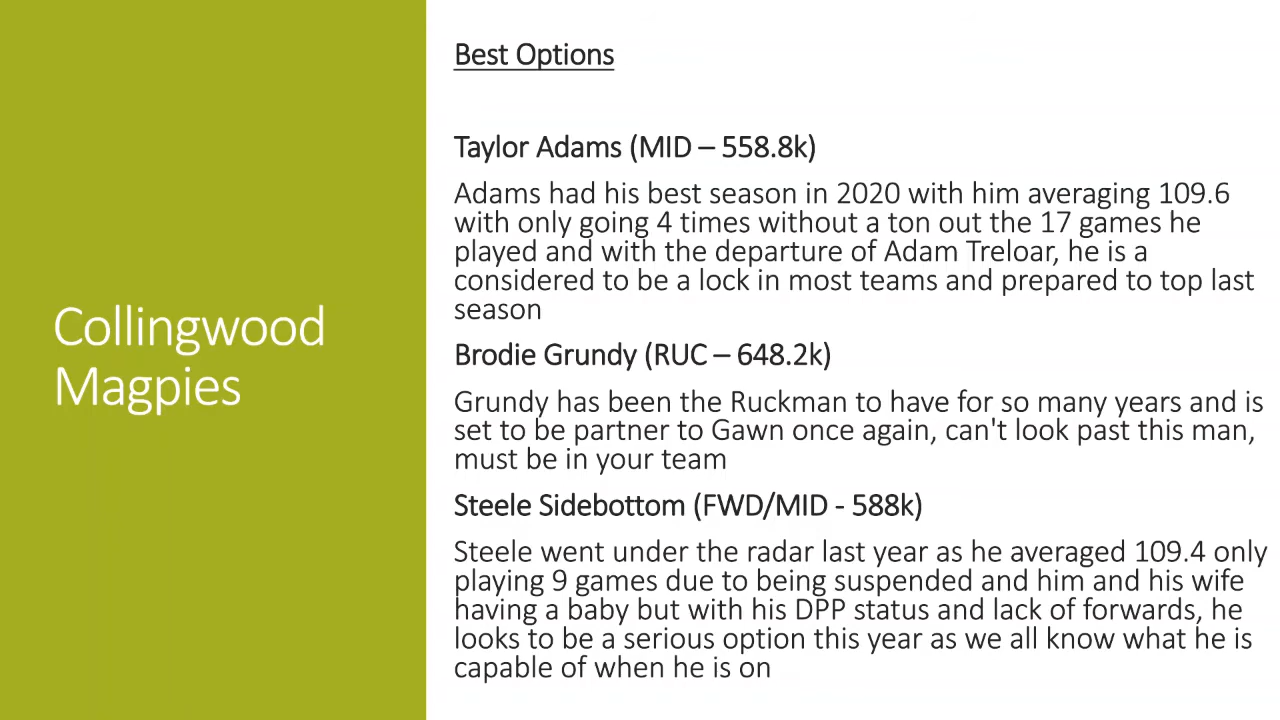 Collingwood
Magpies
Best Options
Taylor Adams (MID – 558.8k)
Adams had his best season in 2020 with him averaging 109.6
with only going 4 times without a ton out the 17 games he
played and with the departure of Adam Treloar, he is a
considered to be a lock in most teams and prepared to top last
season
Brodie Grundy (RUC – 648.2k)
Grundy has been the Ruckman to have for so many years and is
set to be partner to Gawn once again, can't look past this man,
must be in your team
Steele Sidebottom (FWD/MID - 588k)
Steele went under the radar last year as he averaged 109.4 only
playing 9 games due to being suspended and him and his wife
having a baby but with his DPP status and lack of forwards, he
looks to be a serious option this year as we all know what he is
capable of when he is on